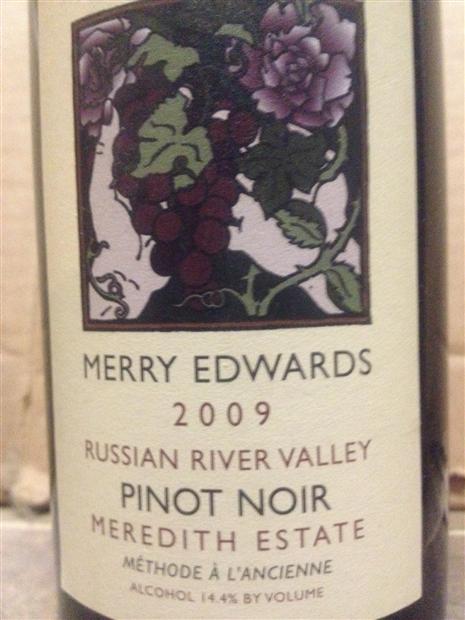 MERRY EDWARDS
2009
RUSSIAN RIVER VALLEY
PINOT NOIR
MEREDITH ESTATE
MÉTHODE À L'ANCIENNE
ALCOHOL 14.4% BY VOLUME